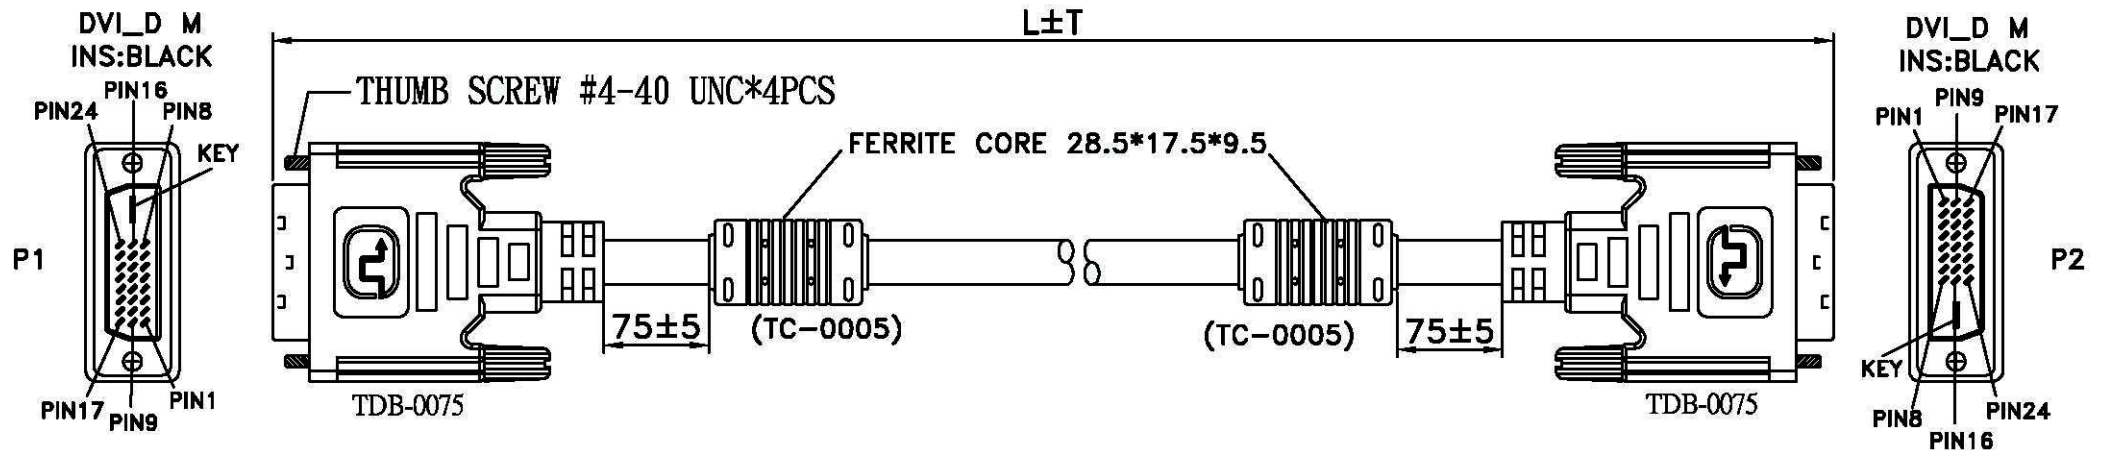 DVI_D M
INS:BLACK
PIN16
PIN24
PIN8
KEY
P1
PIN17
PIN9
PIN1
L±T
THUMB SCREW #4-40 UNC*4PCS
FERRITE CORE 28.5*17.5*9.5
75±5
(TC-0005)
(TC-0005)
75±5
TDB-0075
TDB-0075
DVI_D M
INS:BLACK
PIN9
PIN1
PIN17
P2
KEY
PIN8
PIN24
PIN16